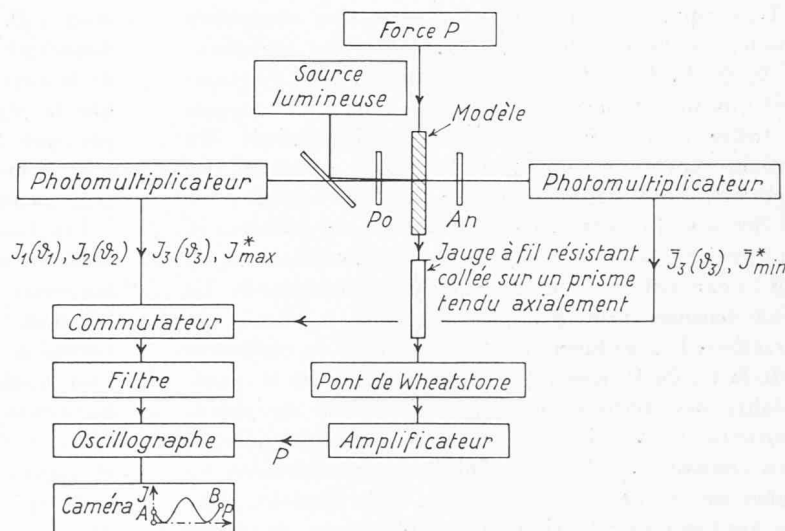 Force P
Source
lumineuse
Modèle
Photomultiplicateur
Photomultiplicateur
Po
An
J₁(ϑ₁), J₂(ϑ₂)
J₃(ϑ₃), J*max
Jauge à fil résistant
collée sur un prisme
tendu axialement
J̄₃(ϑ₃), J̄*min
Commutateur
Filtre
Pont de Wheatstone
Oscillographe
P
Amplificateur
Caméra
J
A
B
P